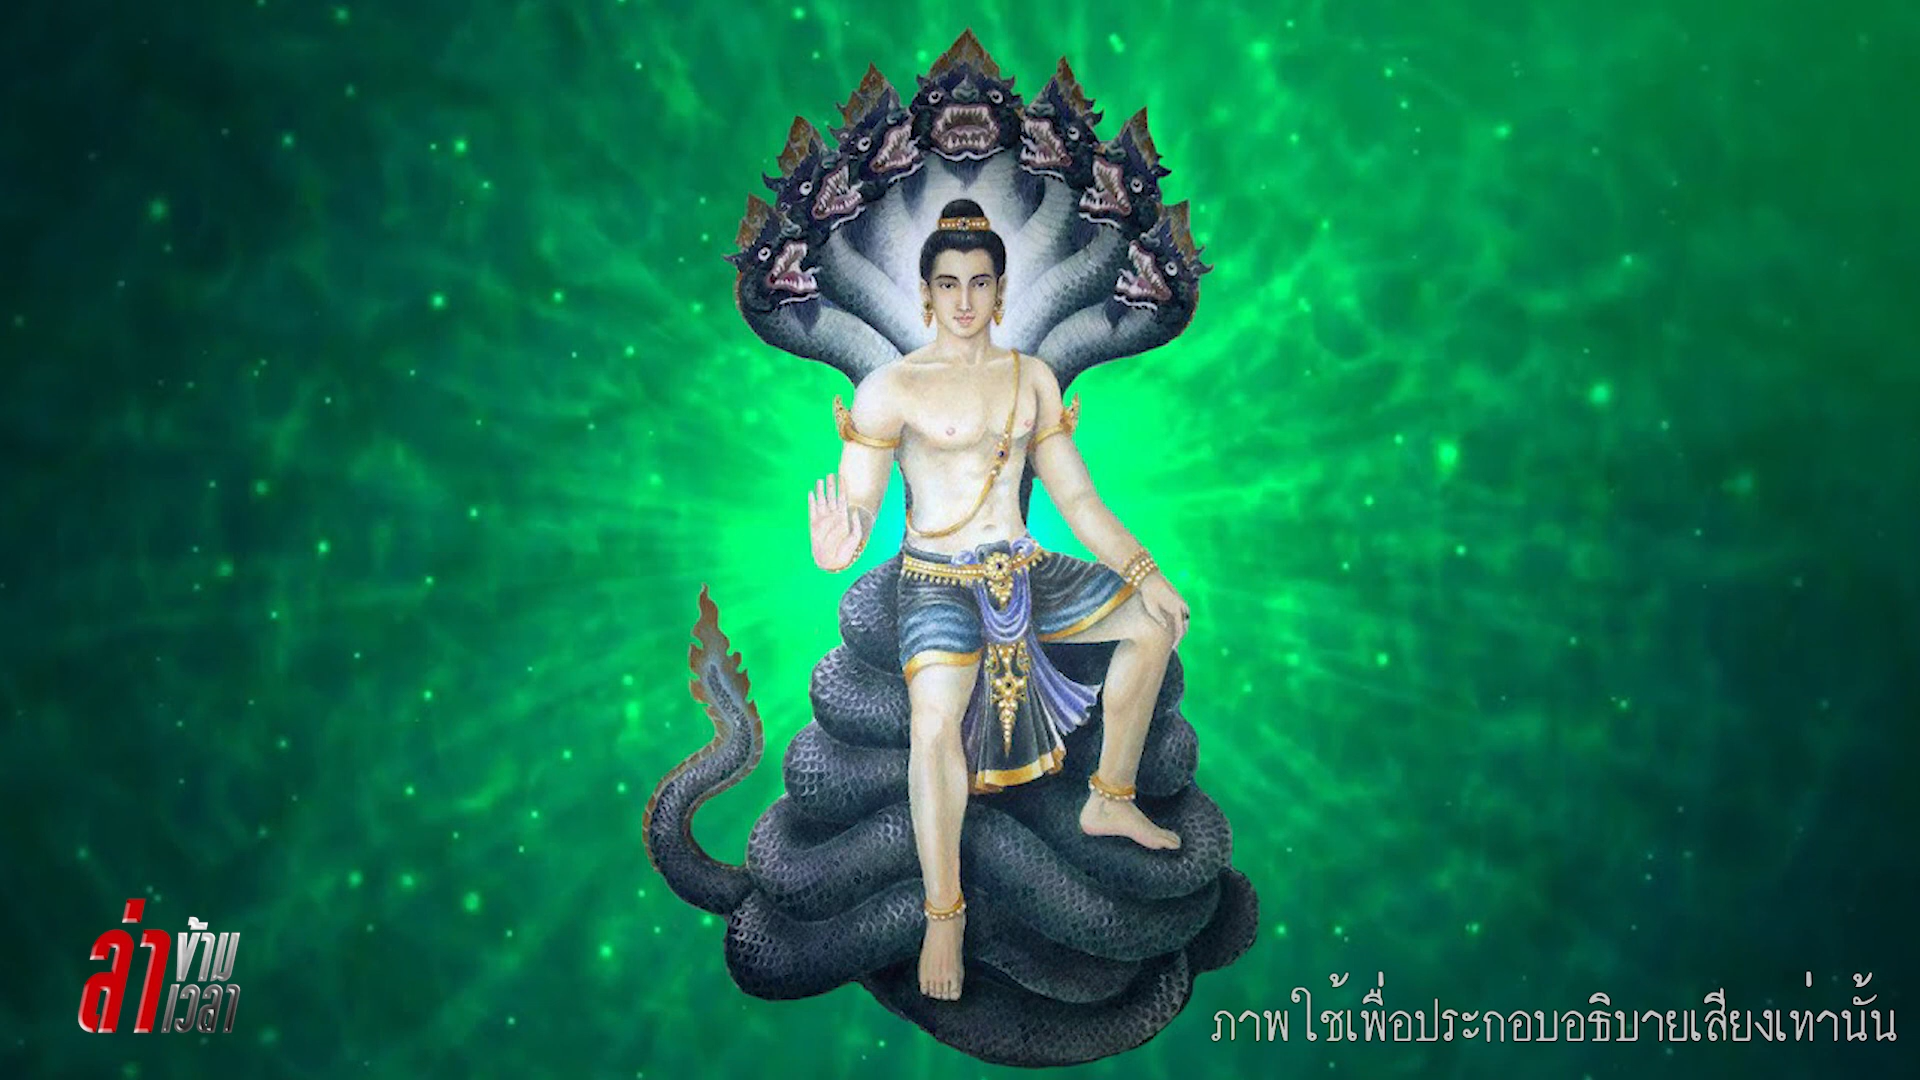 ล่าข้าม
เวลา
ภาพใช้เพื่อประกอบอธิบายเสียงเท่านั้น